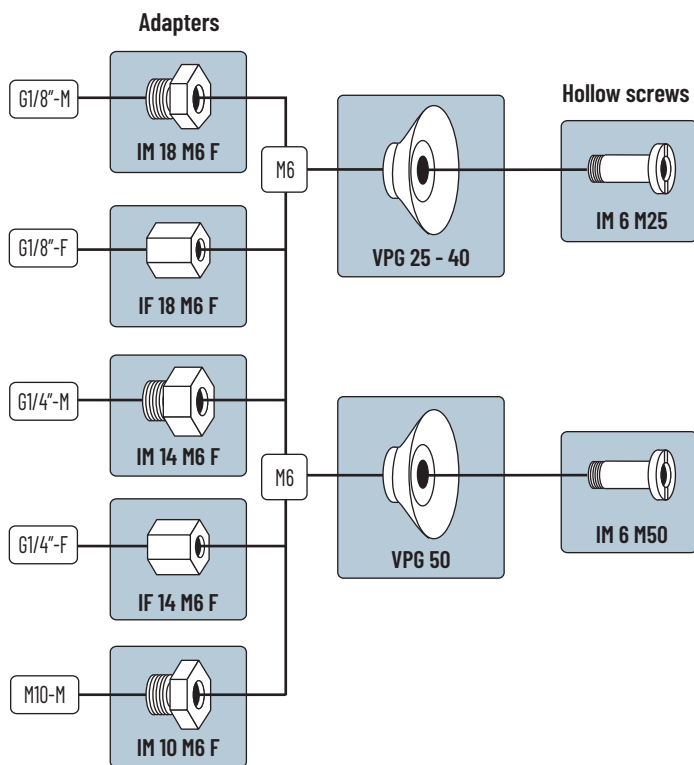 Adapters
Hollow screws
G1/8"-M
IM 18 M6 F
M6
VPG 25 - 40
IM 6 M25
G1/8"-F
IF 18 M6 F
G1/4"-M
IM 14 M6 F
M6
VPG 50
IM 6 M50
G1/4"-F
IF 14 M6 F
M10-M
IM 10 M6 F